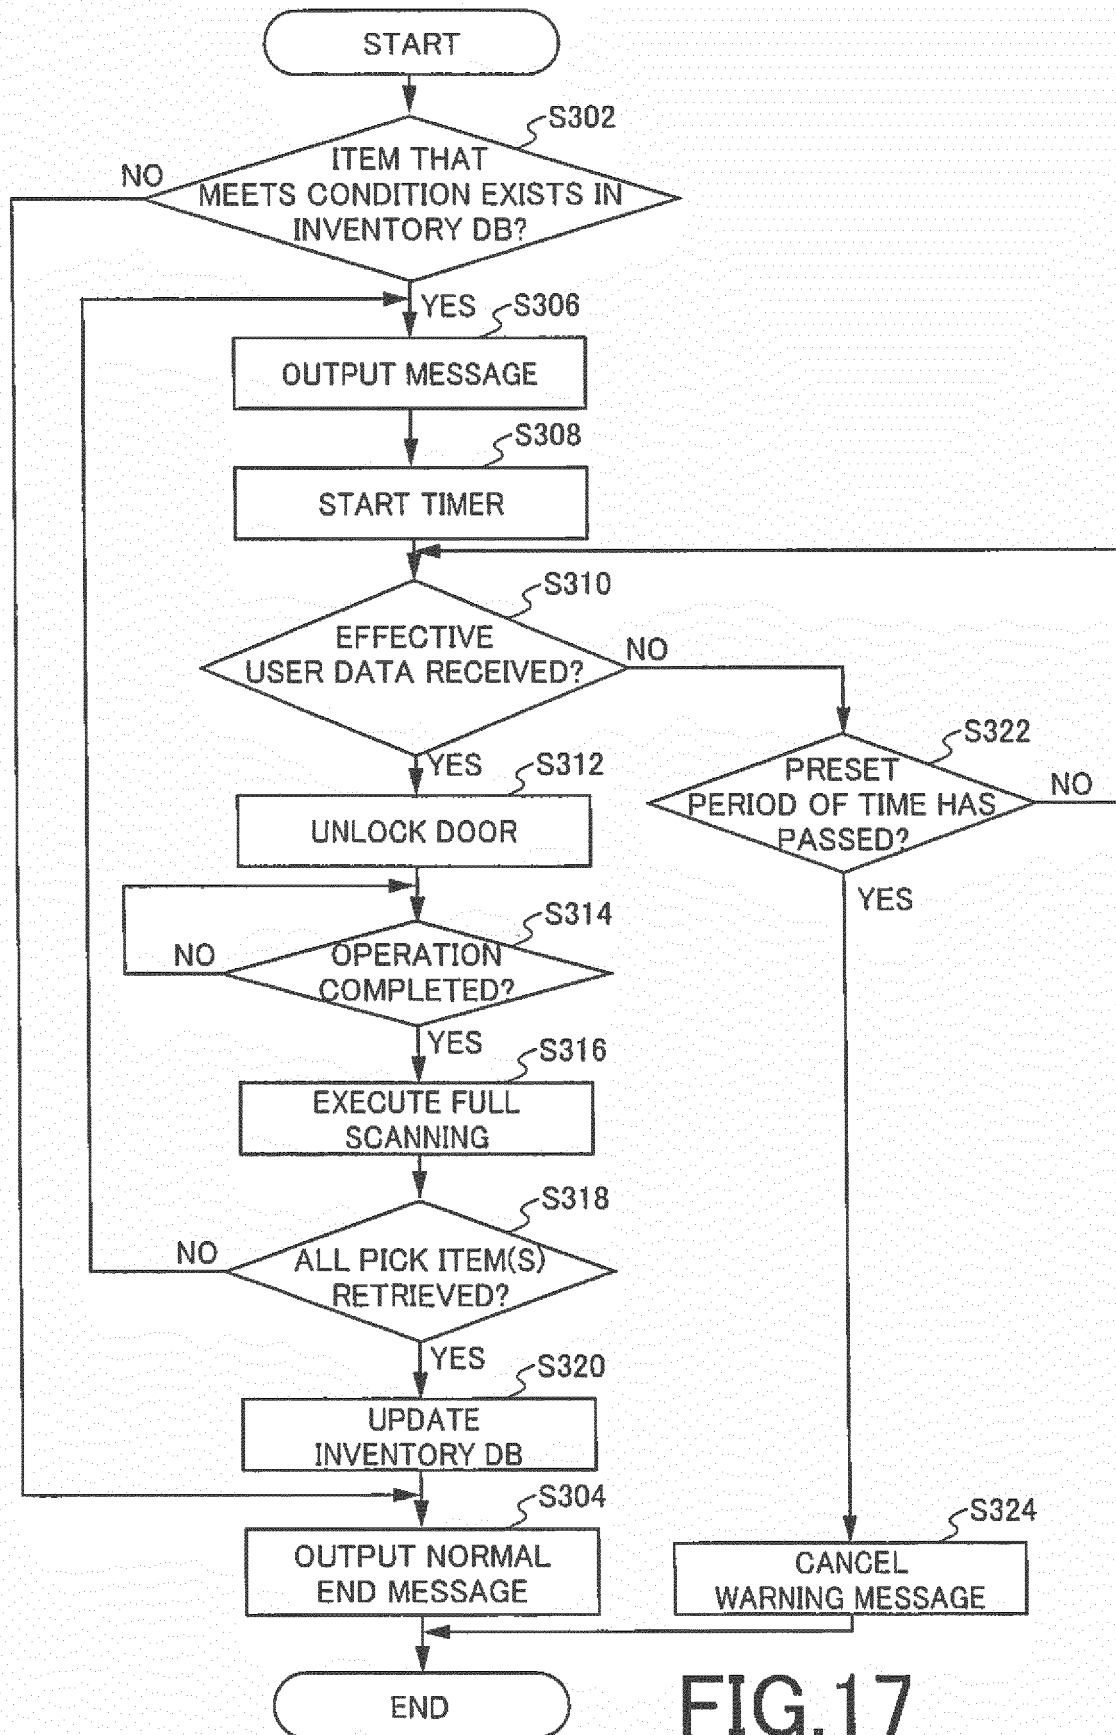 START
S302
NO
ITEM THAT
MEETS CONDITION EXISTS IN
INVENTORY DB?
YES
S306
OUTPUT MESSAGE
S308
START TIMER
S310
EFFECTIVE
USER DATA RECEIVED?
NO
S322
PRESET
PERIOD OF TIME HAS
PASSED?
NO
YES
YES
S312
UNLOCK DOOR
S314
NO
OPERATION
COMPLETED?
YES
S316
EXECUTE FULL
SCANNING
S318
NO
ALL PICK ITEM(S)
RETRIEVED?
YES
S320
UPDATE
INVENTORY DB
S304
OUTPUT NORMAL
END MESSAGE
S324
CANCEL
WARNING MESSAGE
END
FIG.17